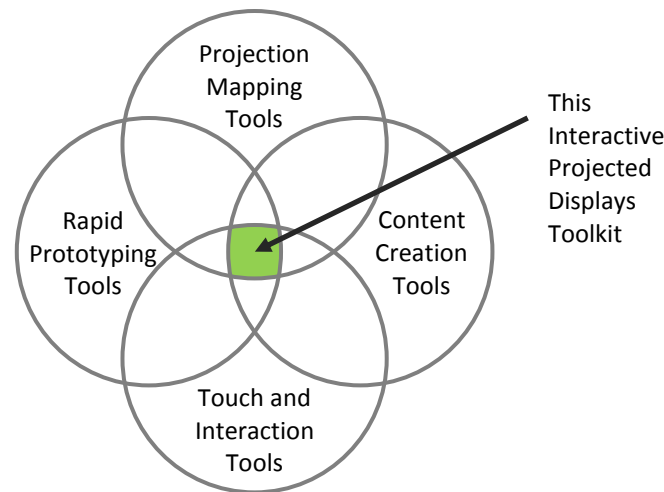 Projection
Mapping
Tools
This
Interactive
Projected
Displays
Toolkit
Rapid
Prototyping
Tools
Content
Creation
Tools
Touch and
Interaction
Tools